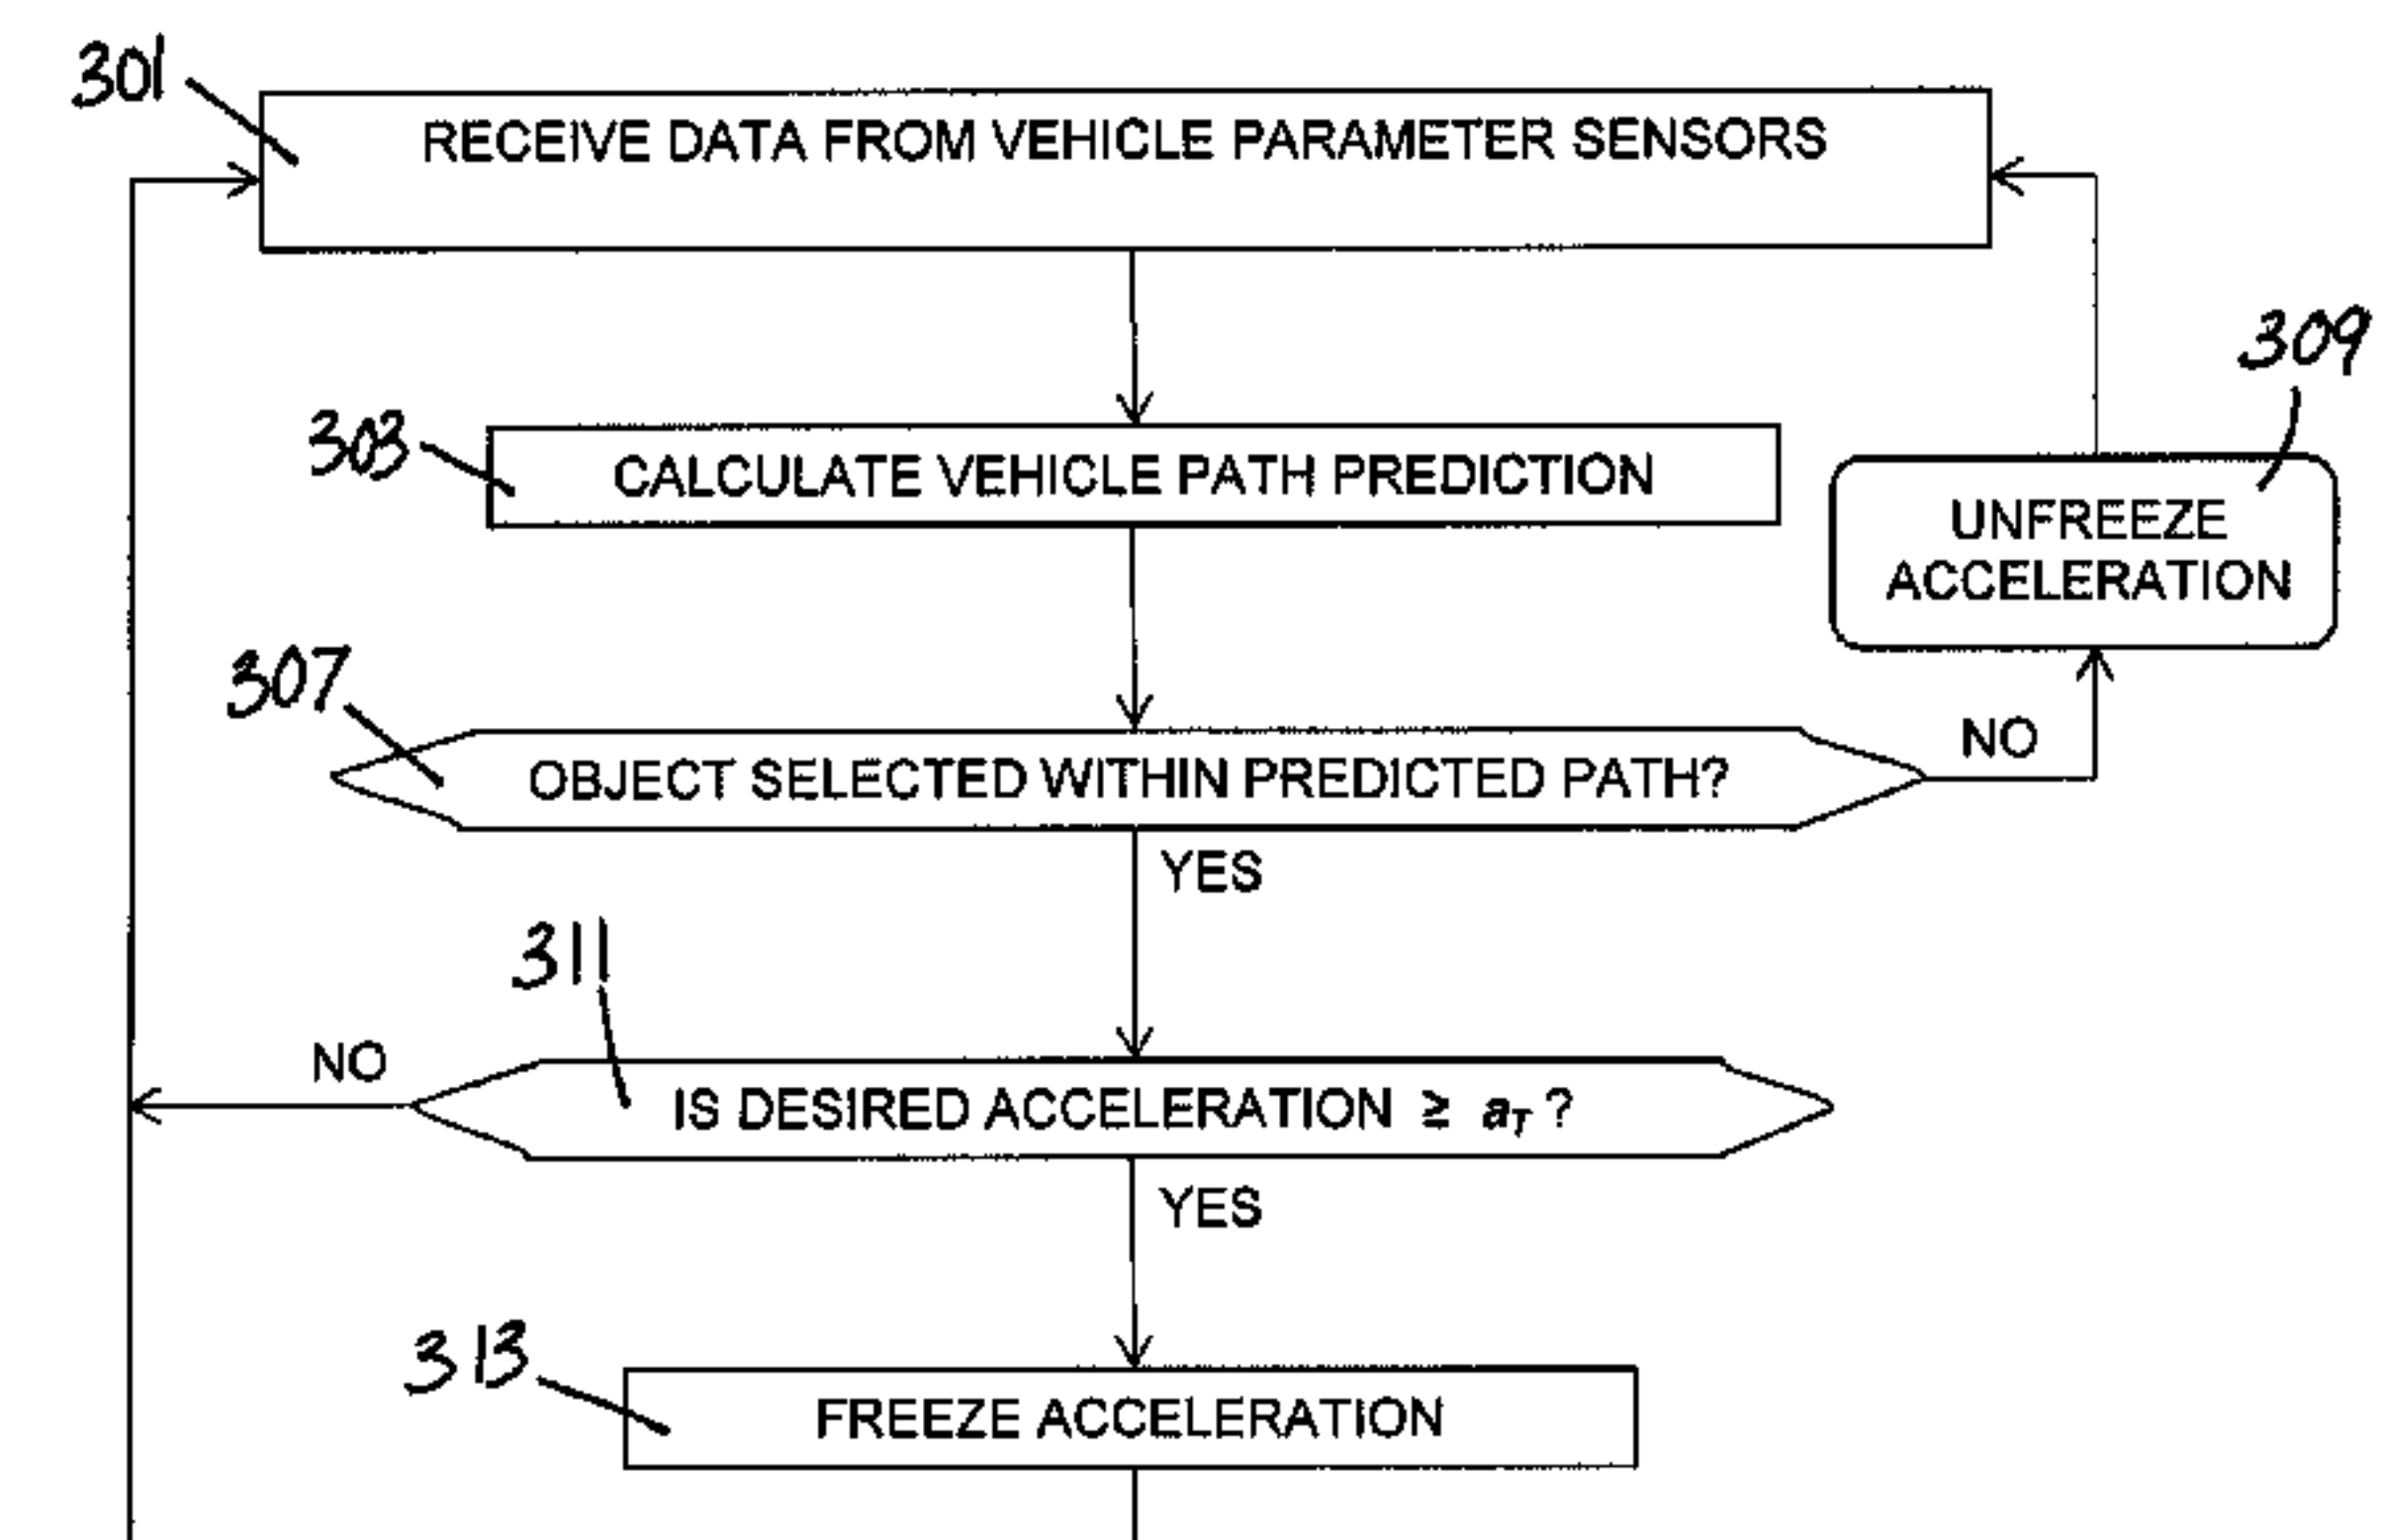 301
RECEIVE DATA FROM VEHICLE PARAMETER SENSORS
303
CALCULATE VEHICLE PATH PREDICTION
309
UNFREEZE
ACCELERATION
307
OBJECT SELECTED WITHIN PREDICTED PATH?
NO
YES
311
NO
IS DESIRED ACCELERATION ≥ aT ?
YES
313
FREEZE ACCELERATION